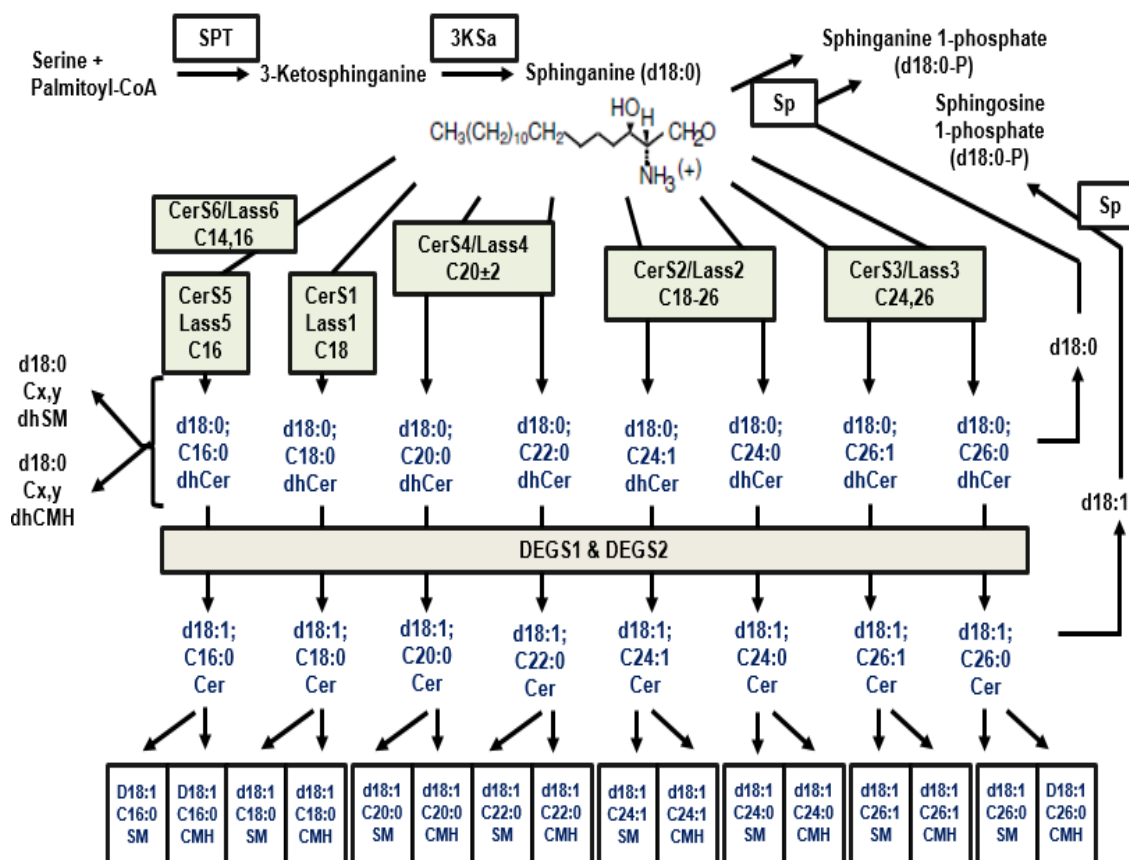 SPT
3KSa
Serine +
Palmitoyl-CoA
3-Ketosphinganine
Sphinganine (d18:0)
Sphinganine 1-phosphate
(d18:0-P)
Sp
Sphingosine
1-phosphate
(d18:0-P)
Sp
HO H
CH3(CH2)10CH2
CH2O
NH3(+)
CerS6/Lass6
C14,16
CerS5
Lass5
C16
CerS1
Lass1
C18
CerS4/Lass4
C20±2
CerS2/Lass2
C18-26
CerS3/Lass3
C24,26
d18:0
d18:1
d18:0
Cx,y
dhSM
d18:0
Cx,y
dhCMH
d18:0;
C16:0
dhCer
d18:0;
C18:0
dhCer
d18:0;
C20:0
dhCer
d18:0;
C22:0
dhCer
d18:0;
C24:1
dhCer
d18:0;
C24:0
dhCer
d18:0;
C26:1
dhCer
d18:0;
C26:0
dhCer
DEGS1 & DEGS2
d18:1;
C16:0
Cer
d18:1;
C18:0
Cer
d18:1;
C20:0
Cer
d18:1;
C22:0
Cer
d18:1;
C24:1
Cer
d18:1;
C24:0
Cer
d18:1;
C26:1
Cer
d18:1;
C26:0
Cer
D18:1
C16:0
SM
D18:1
C16:0
CMH
d18:1
C18:0
SM
d18:1
C18:0
CMH
d18:1
C20:0
SM
d18:1
C20:0
CMH
d18:1
C22:0
SM
d18:1
C22:0
CMH
d18:1
C24:1
SM
d18:1
C24:1
CMH
d18:1
C24:0
SM
d18:1
C24:0
CMH
d18:1
C26:1
SM
d18:1
C26:1
CMH
d18:1
C26:0
SM
D18:1
C26:0
CMH